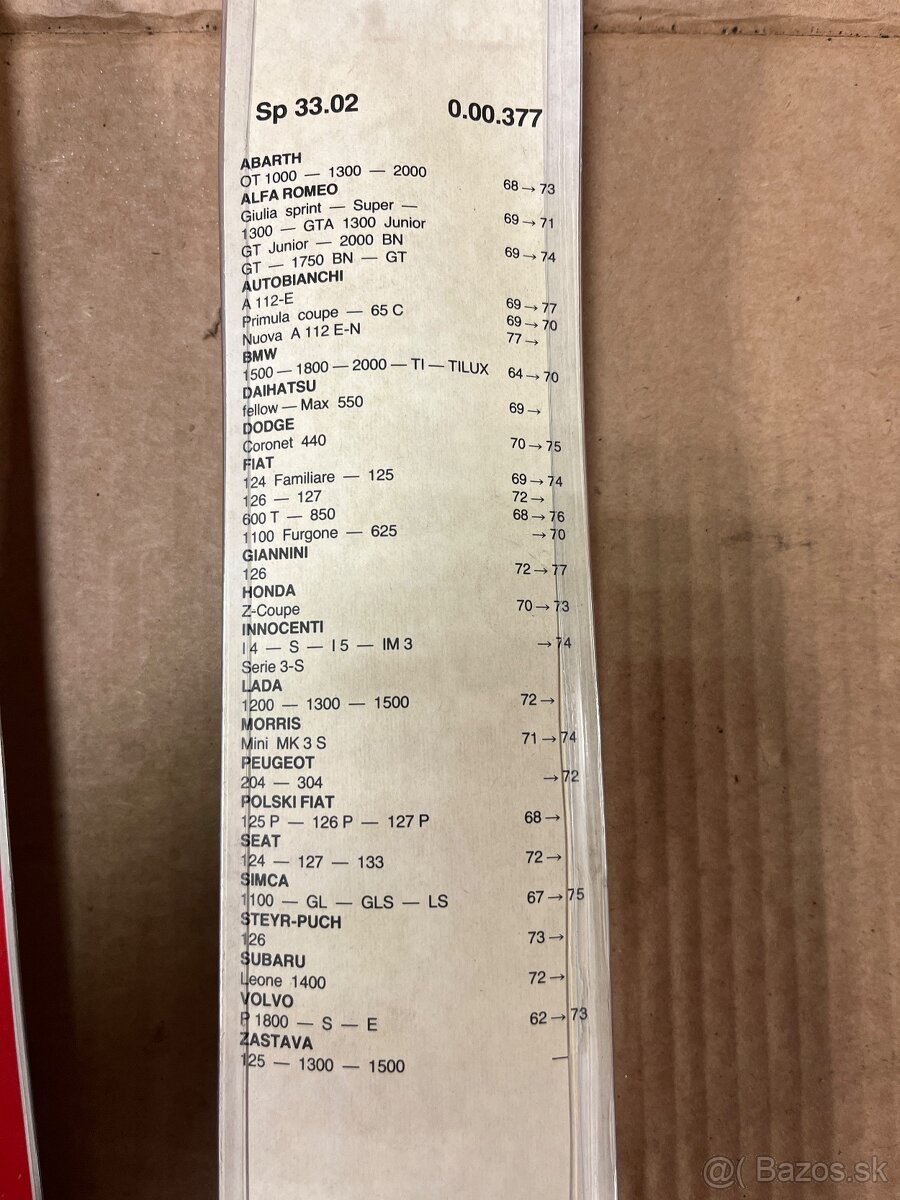 Sp 33.02 0.00.377
ABARTH
OT 1000 — 1300 — 2000 68→73
ALFA ROMEO
Giulia sprint — Super —
1300 — GTA 1300 Junior 69→71
GT Junior — 2000 BN
GT — 1750 BN — GT 69→74
AUTOBIANCHI
A 112-E 69→77
Primula coupe — 65 C 69→70
Nuova A 112 E-N 77→
BMW
1500 — 1800 — 2000 — TI — TILUX 64→70
DAIHATSU
fellow — Max 550 69→
DODGE
Coronet 440 70→75
FIAT
124 Familiare — 125 69→74
126 — 127 72→
600 T — 850 68→76
1100 Furgone — 625 →70
GIANNINI
126 72→77
HONDA
Z-Coupe 70→73
INNOCENTI
I 4 — S — I 5 — IM 3 →74
Serie 3-S
LADA
1200 — 1300 — 1500 72→
MORRIS
Mini MK 3 S 71→74
PEUGEOT
204 — 304 →72
POLSKI FIAT
125 P — 126 P — 127 P 68→
SEAT
124 — 127 — 133 72→
SIMCA
1100 — GL — GLS — LS 67→75
STEYR-PUCH
126 73→
SUBARU
Leone 1400 72→
VOLVO
P 1800 — S — E 62→73
ZASTAVA
125 — 1300 — 1500 —
@( Bazos.sk